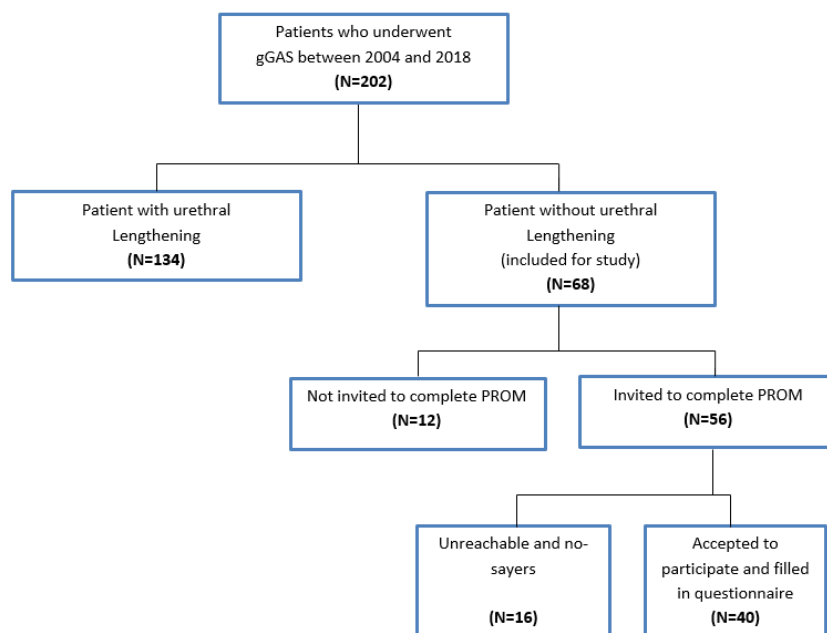 Patients who underwent
gGAS between 2004 and 2018
(N=202)
Patient with urethral
Lengthening
(N=134)
Patient without urethral
Lengthening
(included for study)
(N=68)
Not invited to complete PROM
(N=12)
Invited to complete PROM
(N=56)
Unreachable and no-
sayers
(N=16)
Accepted to
participate and filled
in questionnaire
(N=40)